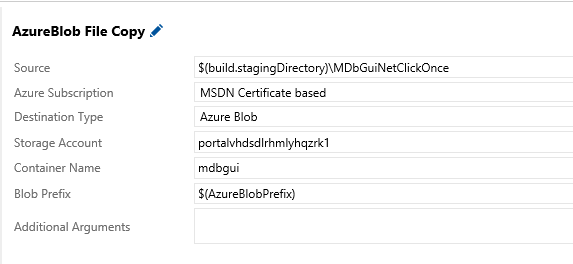 AzureBlob File Copy
Source $(build.stagingDirectory)\MDbGuiNetClickOnce
Azure Subscription MSDN Certificate based
Destination Type Azure Blob
Storage Account portalvhdsdlrhmlyhqzrk1
Container Name mdbgui
Blob Prefix $(AzureBlobPrefix)
Additional Arguments